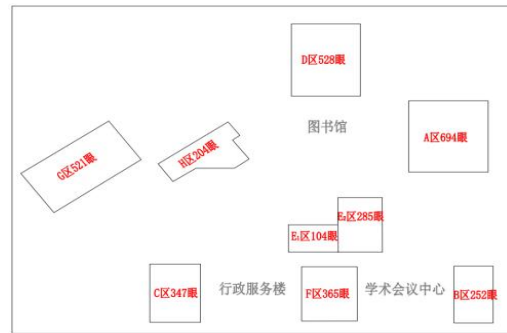 D区528眼
图书馆
A区694眼
G区521眼
H区204眼
E₂区285眼
E₁区104眼
C区347眼
行政服务楼
F区365眼
学术会议中心
B区252眼